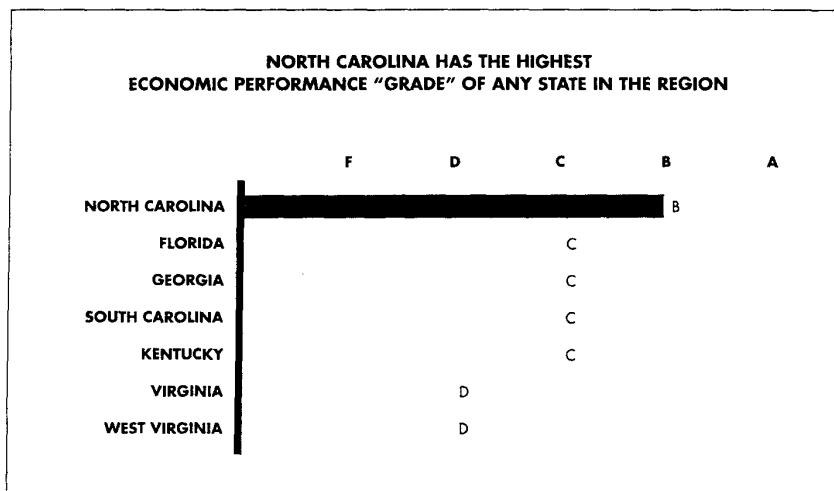 NORTH CAROLINA HAS THE HIGHEST
ECONOMIC PERFORMANCE "GRADE" OF ANY STATE IN THE REGION
F D C B A
NORTH CAROLINA B
FLORIDA C
GEORGIA C
SOUTH CAROLINA C
KENTUCKY C
VIRGINIA D
WEST VIRGINIA D